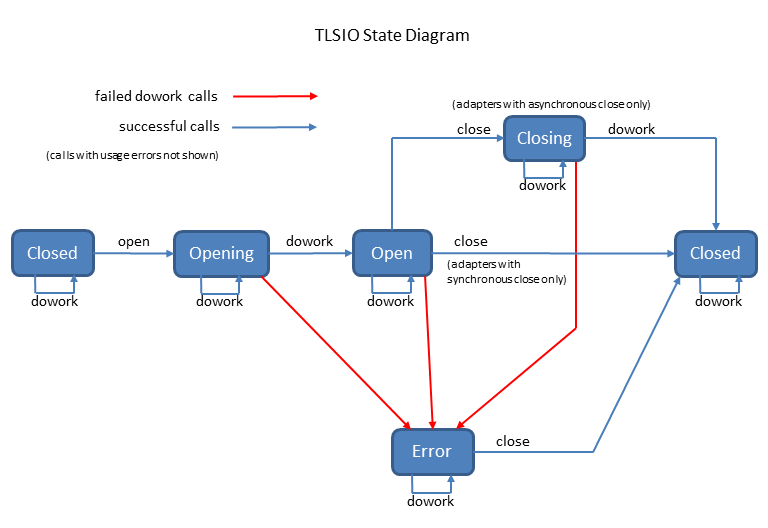 TLSIO State Diagram
failed dowork calls
successful calls
(calls with usage errors not shown)
(adapters with asynchronous close only)
close
Closing
dowork
dowork
Closed
open
Opening
dowork
Open
close
Closed
(adapters with
synchronous close only)
dowork
dowork
dowork
dowork
Error
close
dowork